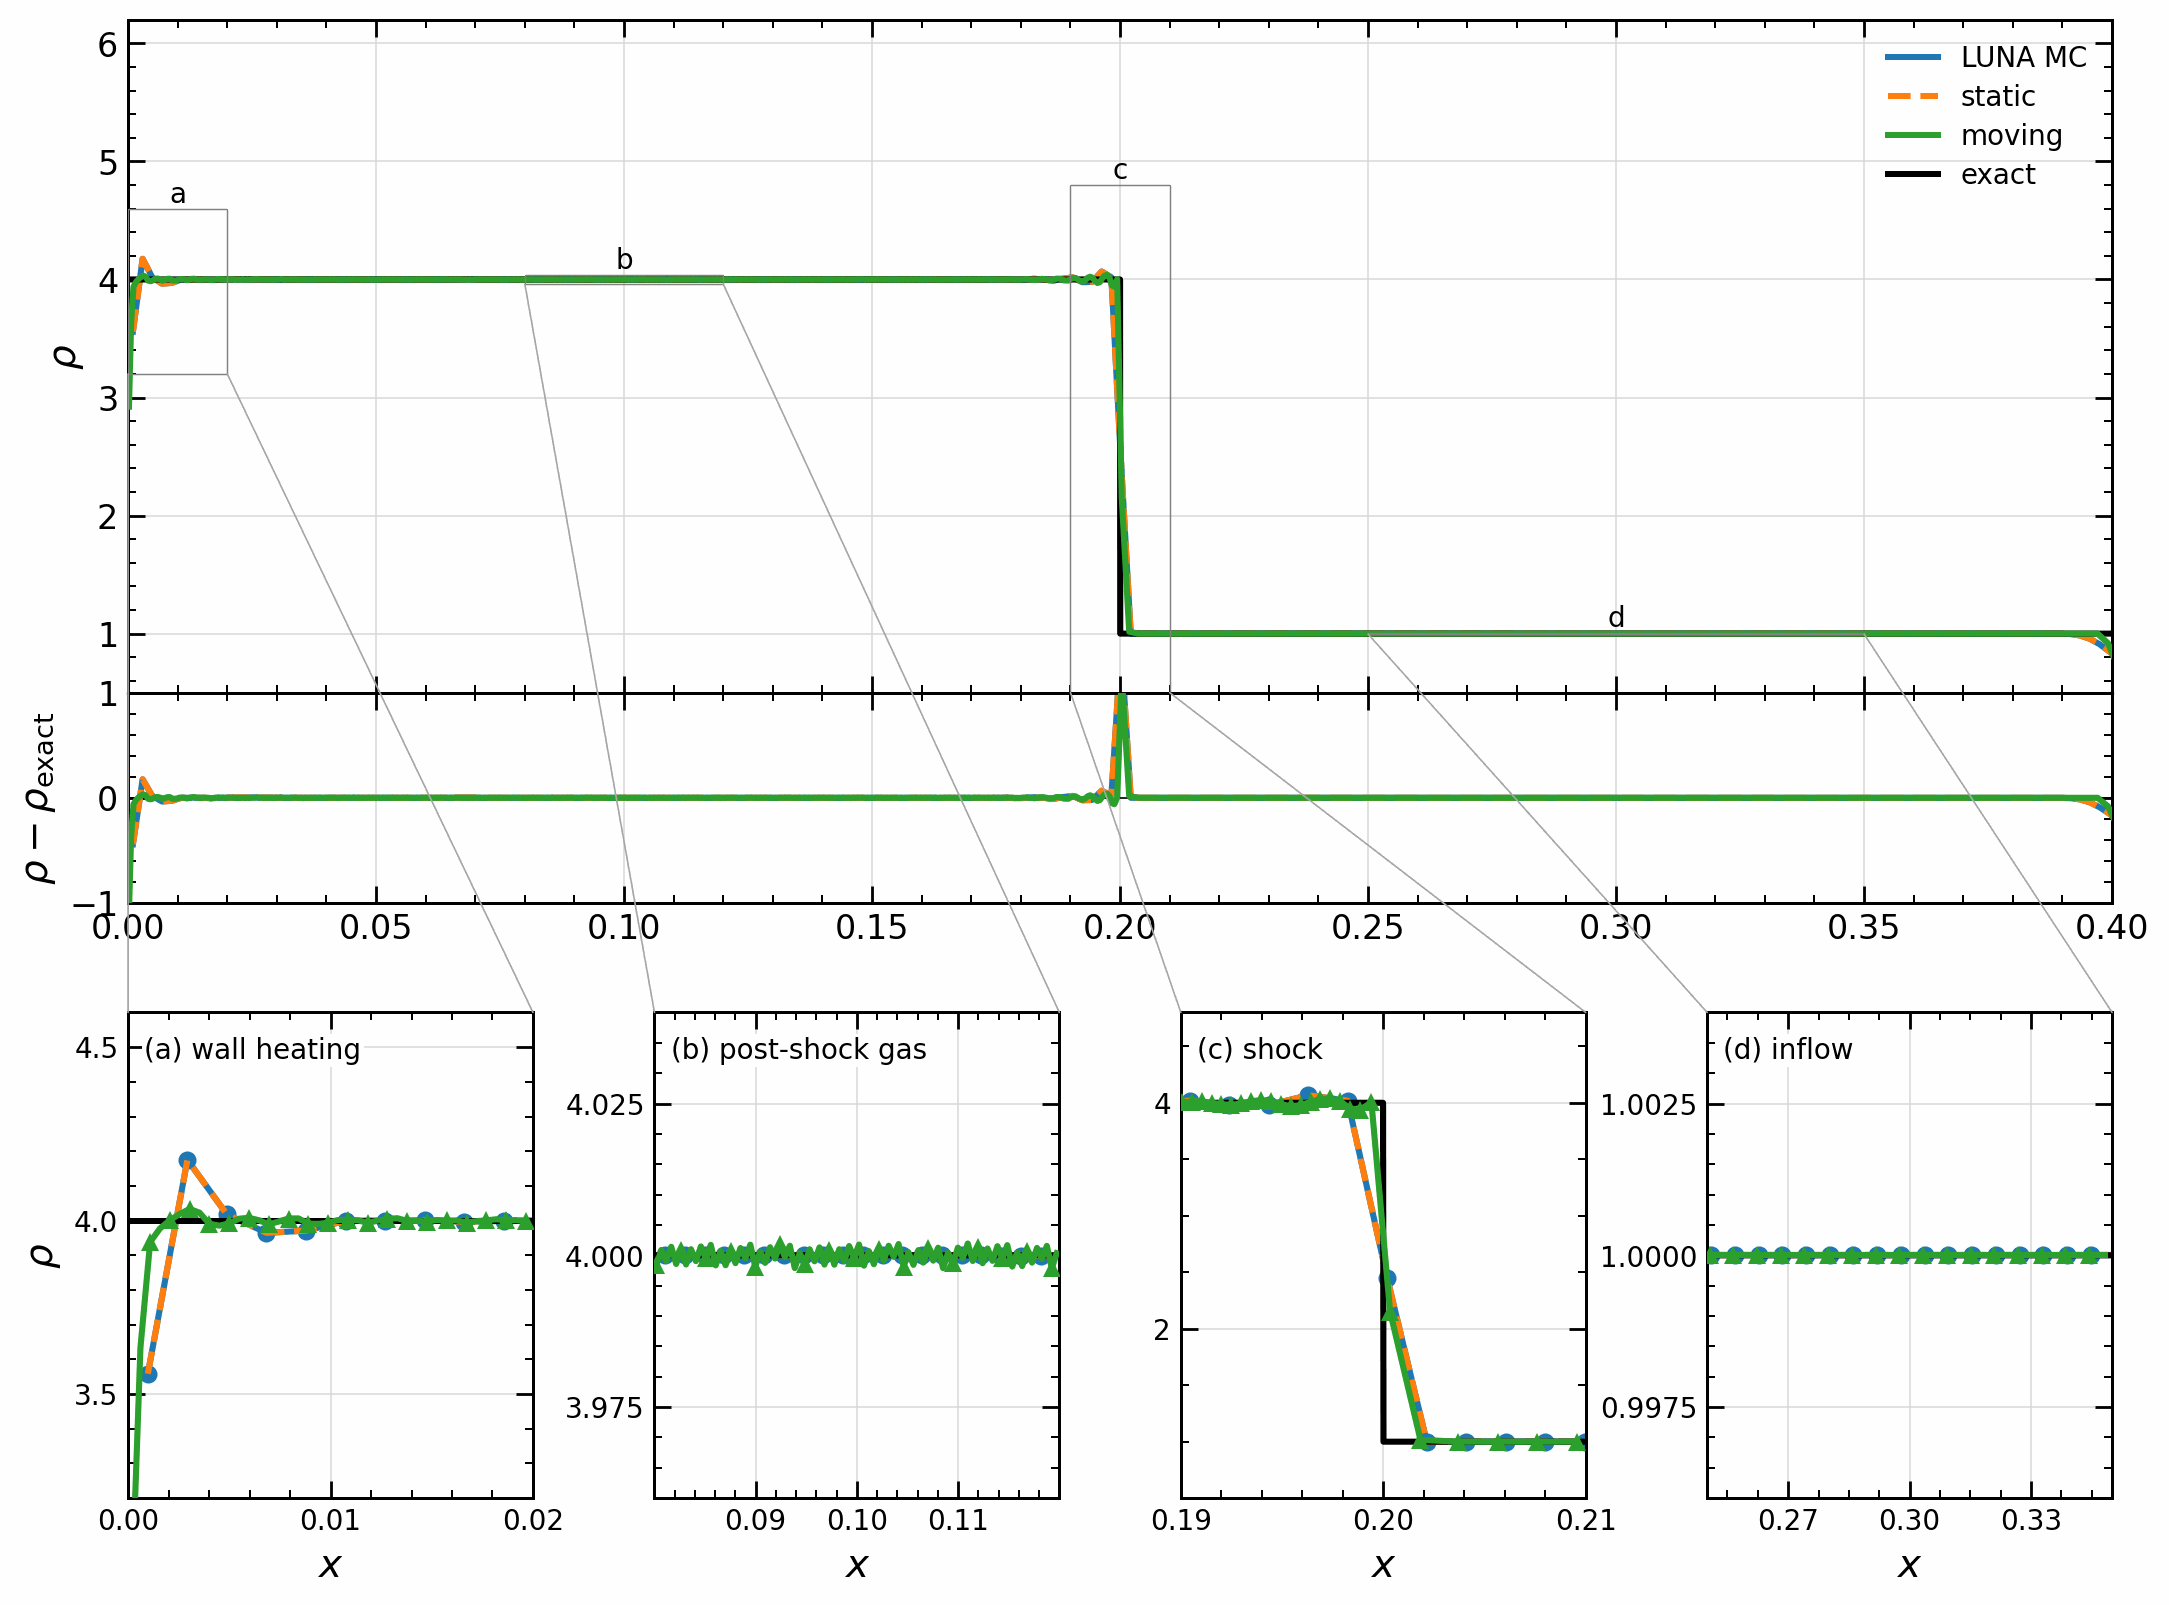 6
5
4
3
2
1
ρ
LUNA MC
static
moving
exact
a
b
c
d
1
0
−1
ρ − ρexact
0.00 0.05 0.10 0.15 0.20 0.25 0.30 0.35 0.40
(a) wall heating
4.5
4.0
3.5
ρ
0.00 0.01 0.02
x
(b) post-shock gas
4.025
4.000
3.975
0.09 0.10 0.11
x
(c) shock
4
2
0.19 0.20 0.21
x
(d) inflow
1.0025
1.0000
0.9975
0.27 0.30 0.33
x